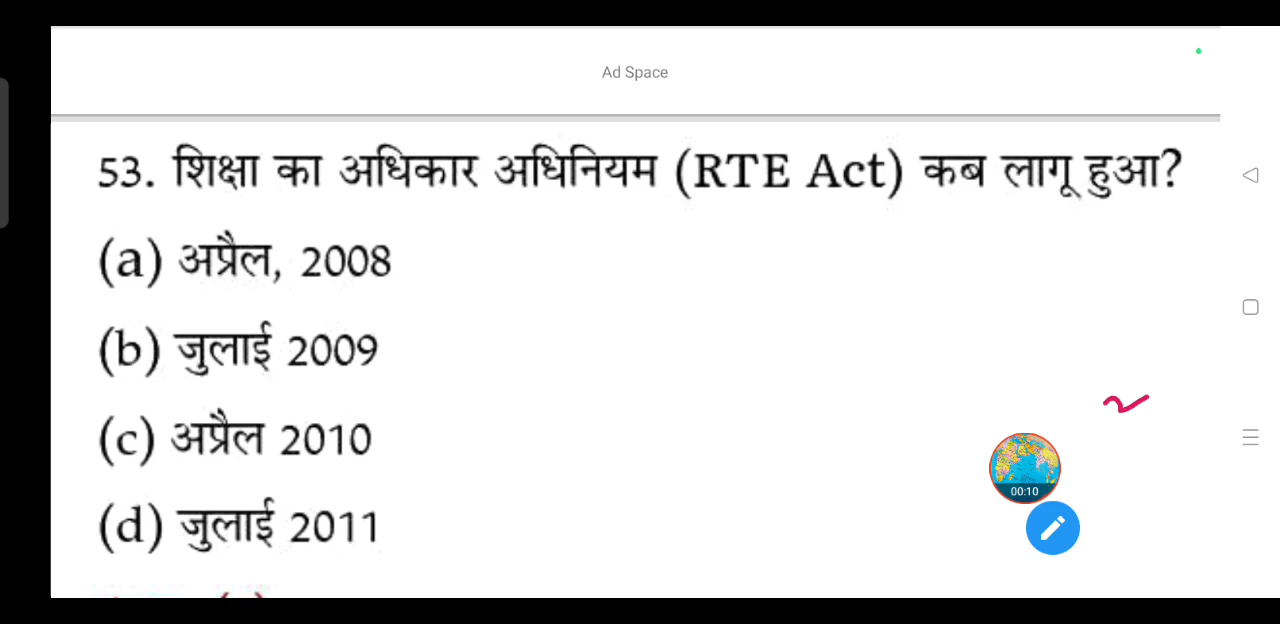 Ad Space
53. शिक्षा का अधिकार अधिनियम (RTE Act) कब लागू हुआ?
(a) अप्रैल, 2008
(b) जुलाई 2009
(c) अप्रैल 2010
00:10
(d) जुलाई 2011